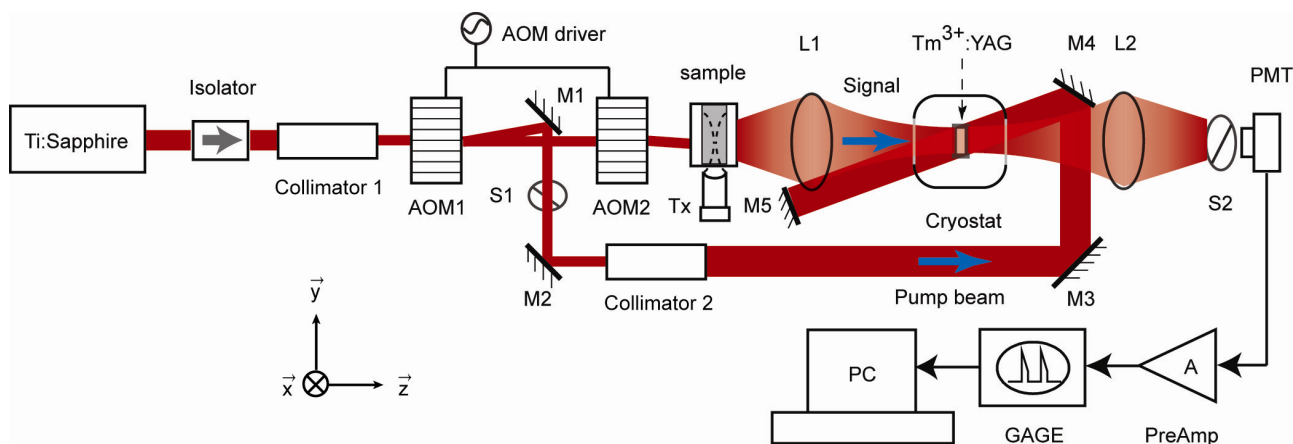 AOM driver
L1
Tm3+:YAG
M4
L2
Isolator
M1
sample
Signal
PMT
Ti:Sapphire
Collimator 1
S1
AOM1
AOM2
Tx
M5
Cryostat
S2
M2
Collimator 2
Pump beam
M3
y
x
z
PC
A
GAGE
PreAmp